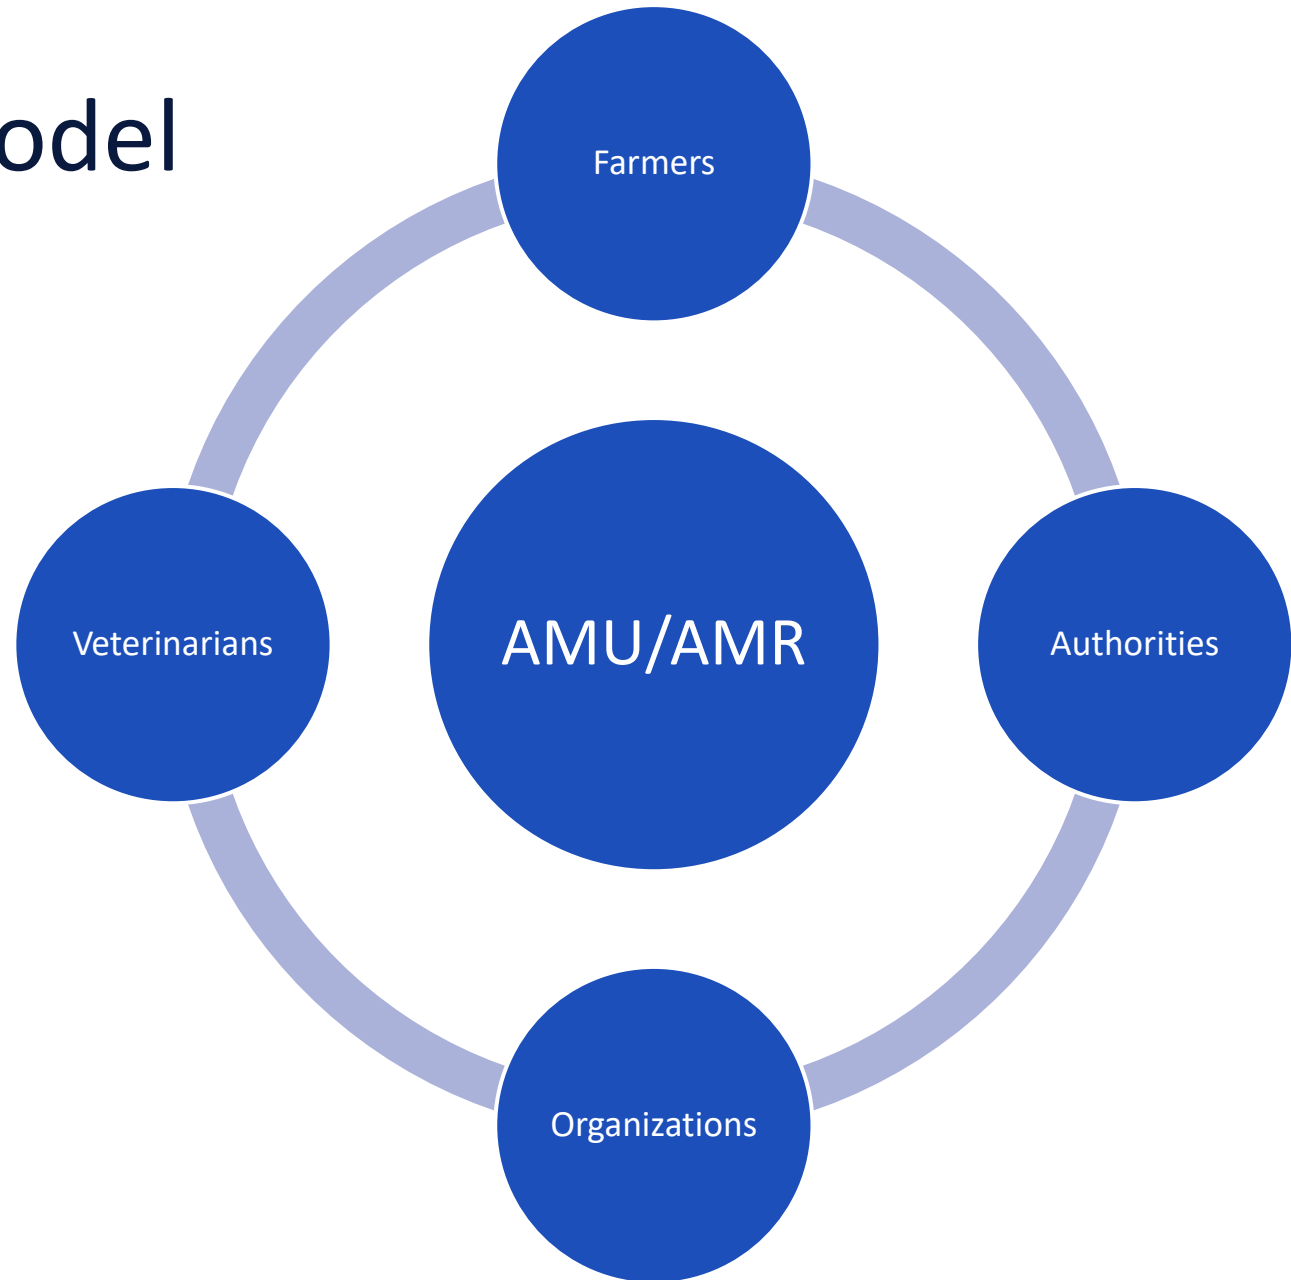 odel
Farmers
Veterinarians
AMU/AMR
Authorities
Organizations